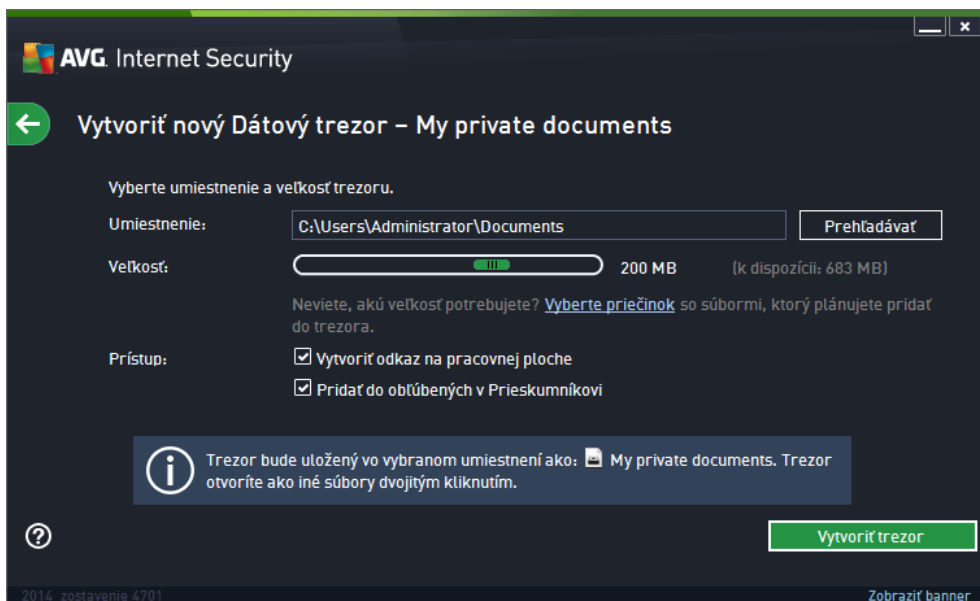 AVG. Internet Security
Vytvoriť nový Dátový trezor – My private documents
Vyberte umiestnenie a veľkosť trezoru.
Umiestnenie: C:\Users\Administrator\Documents Prehľadávať
Veľkosť: 200 MB (k dispozícii: 683 MB)
Neviete, akú veľkosť potrebujete? Vyberte priečinok so súbormi, ktorý plánujete pridať
do trezora.
Prístup: Vytvoriť odkaz na pracovnej ploche
Pridať do obľúbených v Prieskumníkovi
Trezor bude uložený vo vybranom umiestnení ako: My private documents. Trezor
otvoríte ako iné súbory dvojitým kliknutím.
Vytvoriť trezor
2014 zostavenie 4701 Zobraziť banner